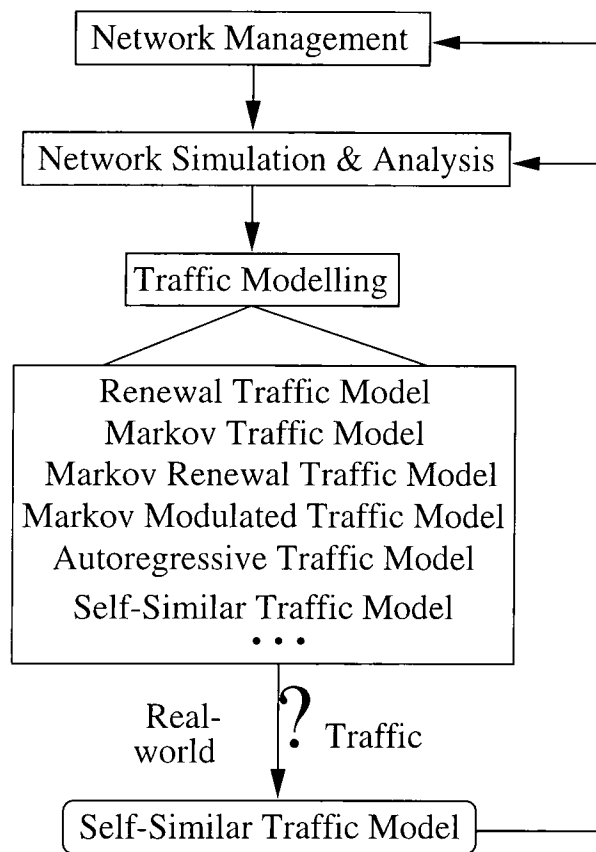 Network Management
Network Simulation & Analysis
Traffic Modelling
Renewal Traffic Model
Markov Traffic Model
Markov Renewal Traffic Model
Markov Modulated Traffic Model
Autoregressive Traffic Model
Self-Similar Traffic Model
• • •
Real-
world
? Traffic
Self-Similar Traffic Model